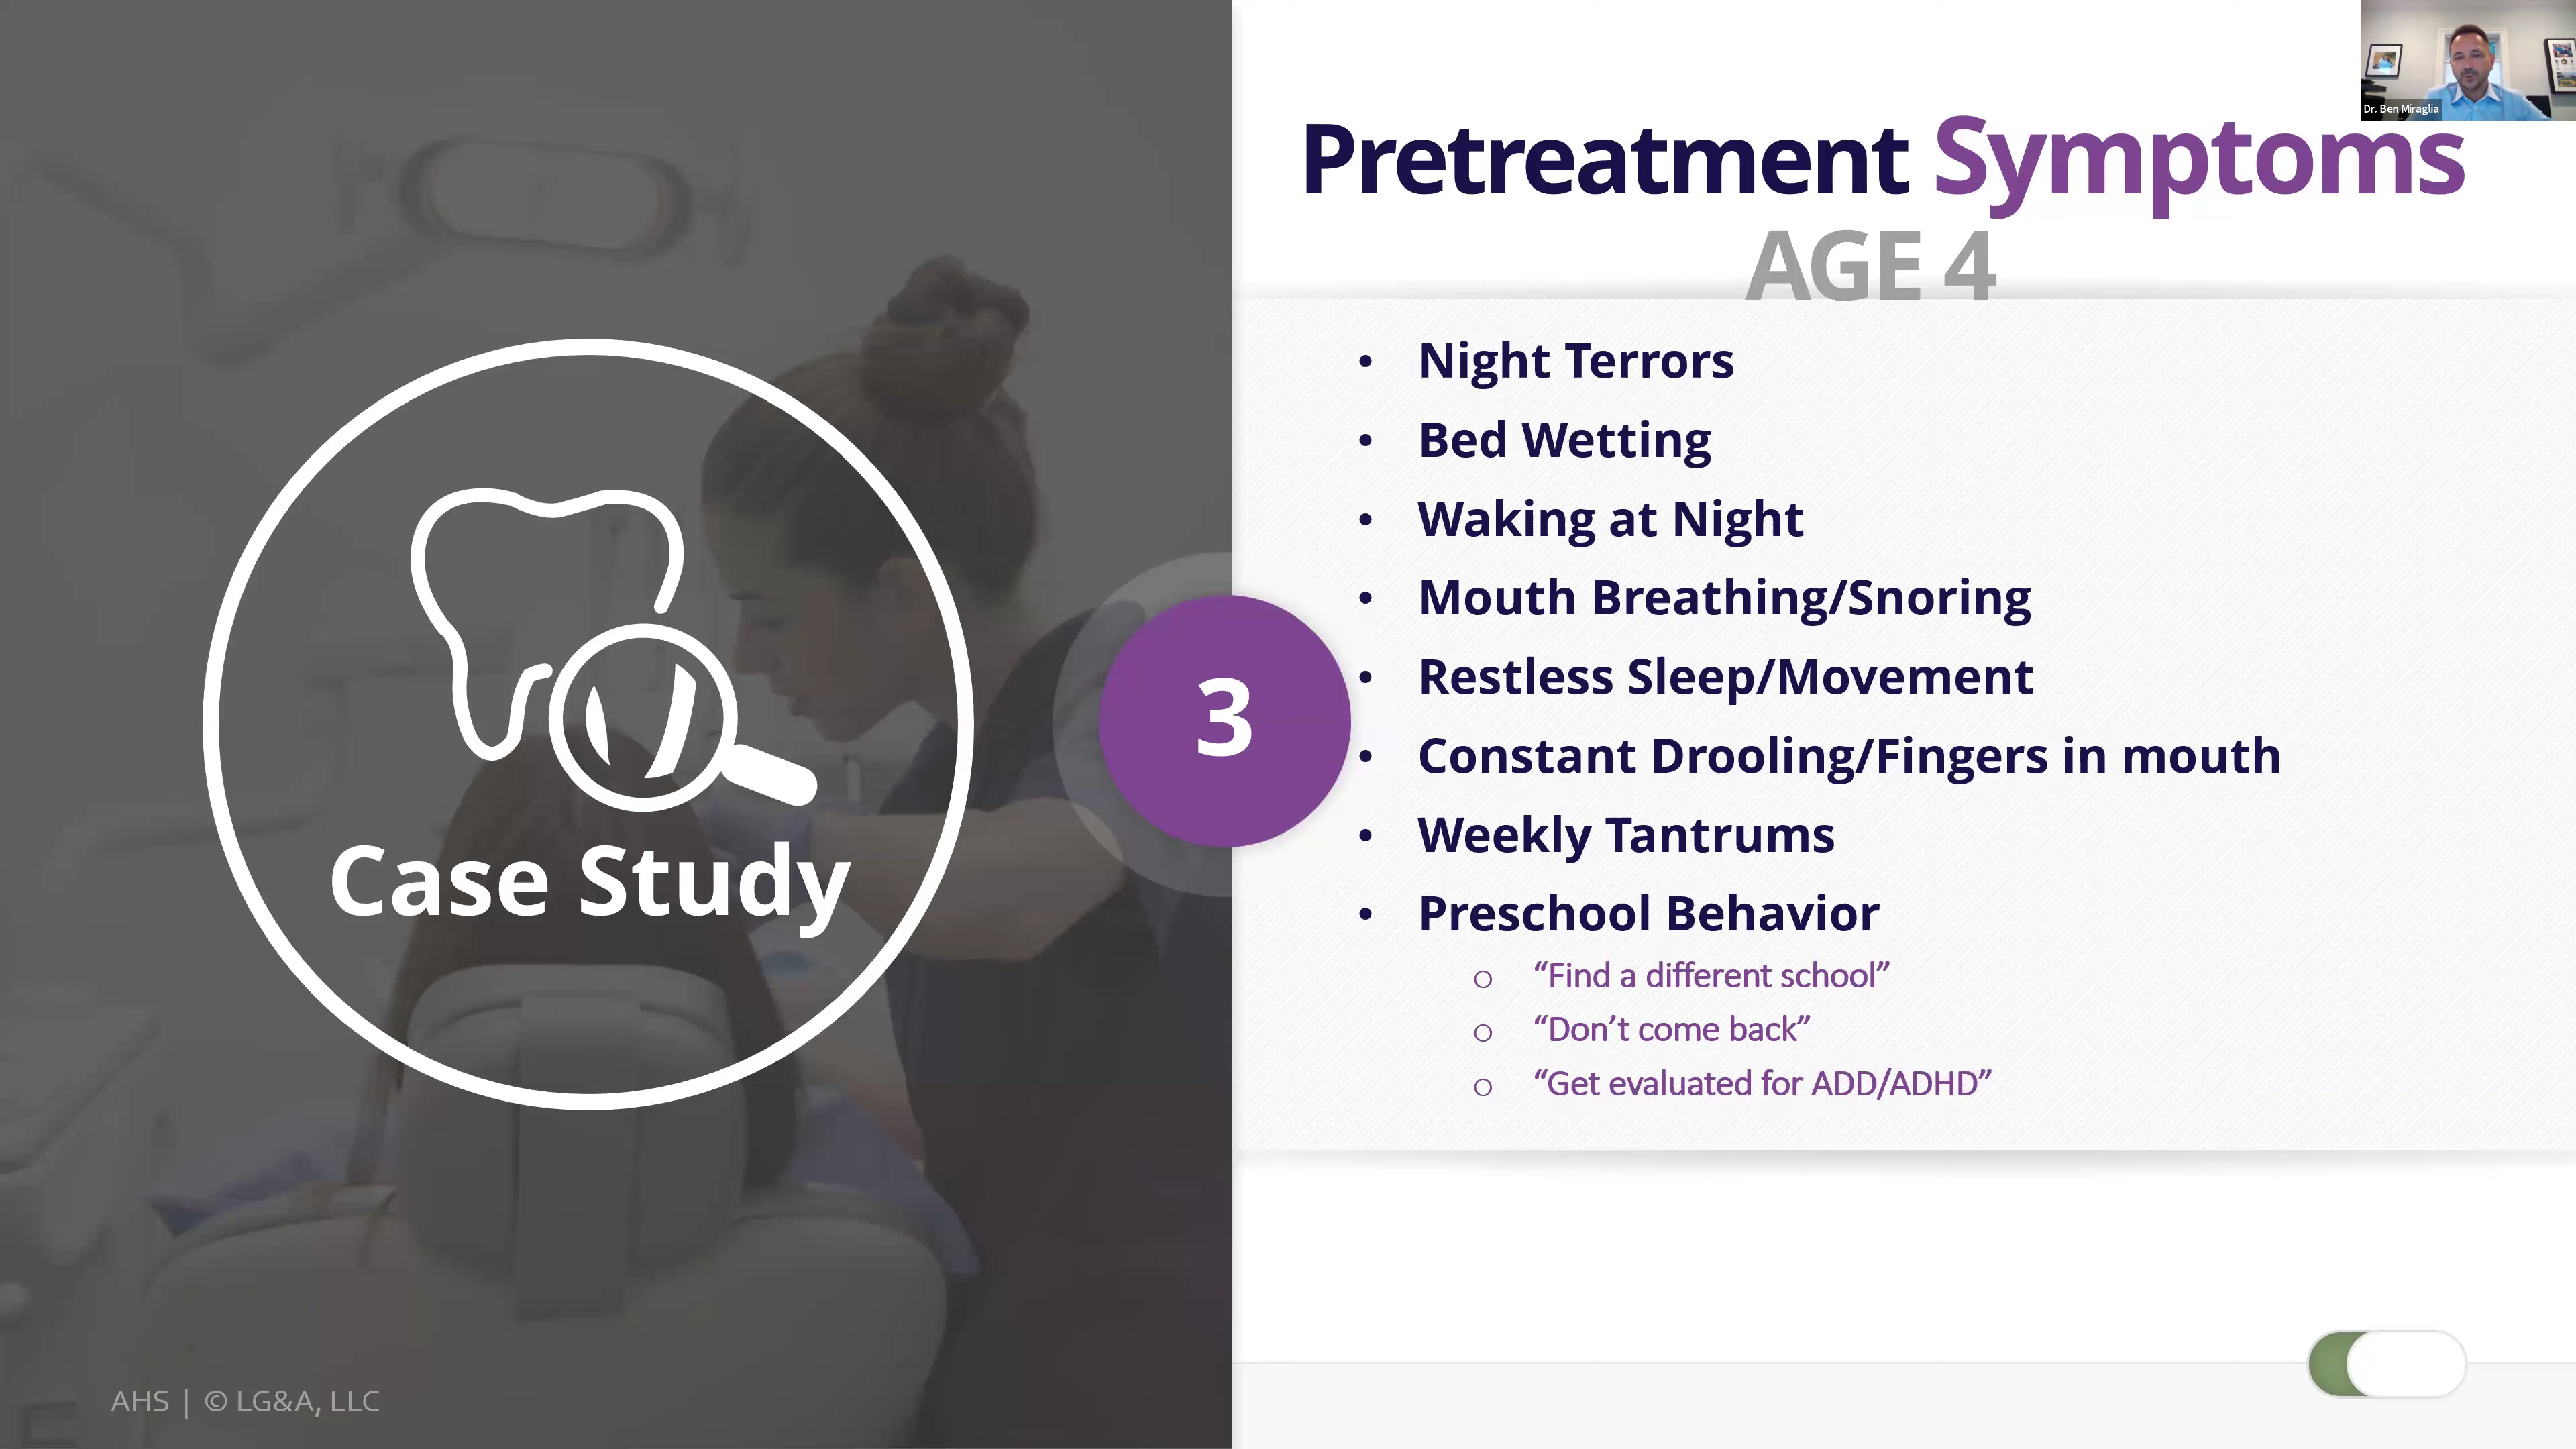 Dr. Ben Miraglia
Pretreatment Symptoms
AGE 4
• Night Terrors
• Bed Wetting
• Waking at Night
• Mouth Breathing/Snoring
• Restless Sleep/Movement
• Constant Drooling/Fingers in mouth
• Weekly Tantrums
• Preschool Behavior
o “Find a different school”
o “Don’t come back”
o “Get evaluated for ADD/ADHD”
3
Case Study
AHS | © LG&A, LLC